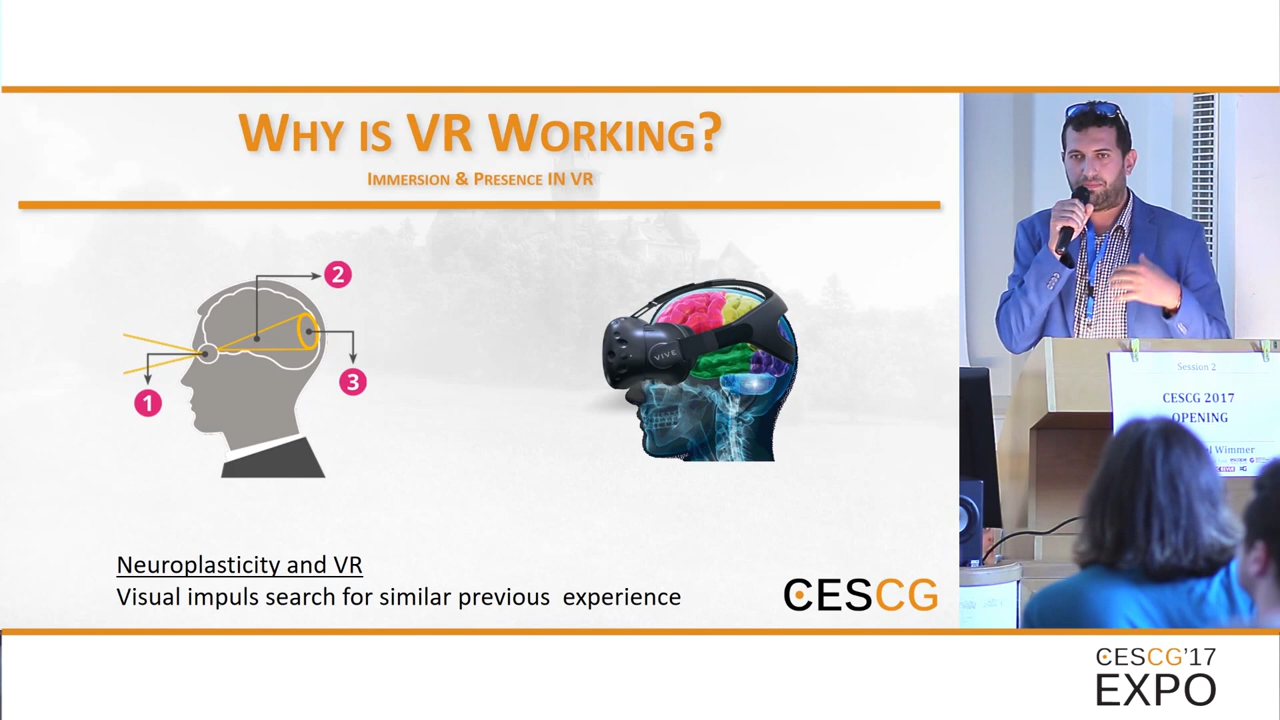 WHY IS VR WORKING?
IMMERSION & PRESENCE IN VR
2
1
3
VIVE
Neuroplasticity and VR
Visual impuls search for similar previous experience
CESCG
Session 2
CESCG 2017
OPENING
Wimmer
CESCG'17
EXPO